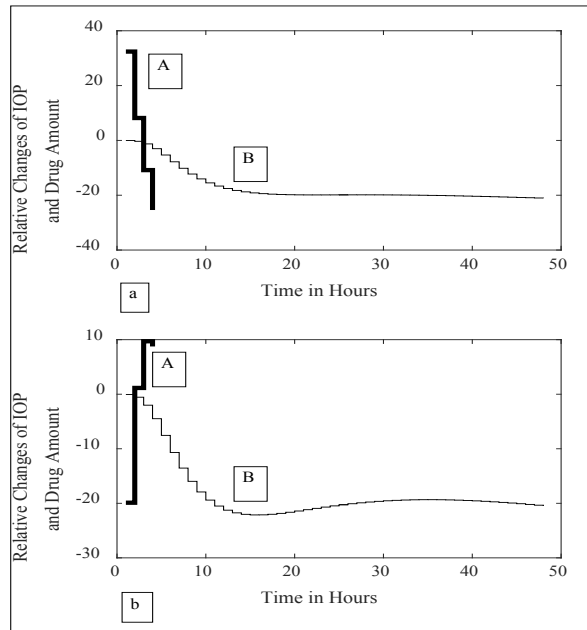 40
20
0
-20
-40
Relative Changes of IOP
and Drug Amount
A
B
0
10
20
30
40
50
Time in Hours
a
10
0
-10
-20
-30
Relative Changes of IOP
and Drug Amount
A
B
0
10
20
30
40
50
Time in Hours
b